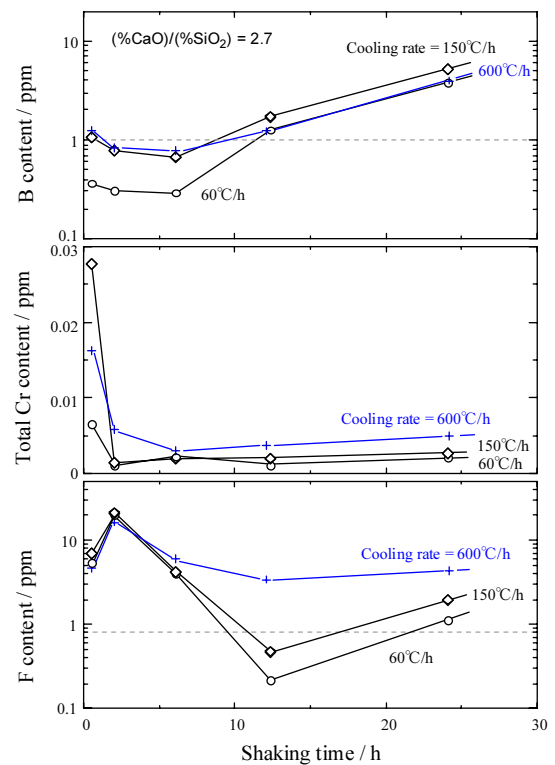 (%CaO)/(%SiO₂) = 2.7
Cooling rate = 150°C/h
600°C/h
60°C/h
10
1
0.1
B content / ppm
0.03
0.02
0.01
0
Total Cr content / ppm
Cooling rate = 600°C/h
150°C/h
60°C/h
10
1
0.1
F content / ppm
Cooling rate = 600°C/h
150°C/h
60°C/h
0 10 20 30
Shaking time / h